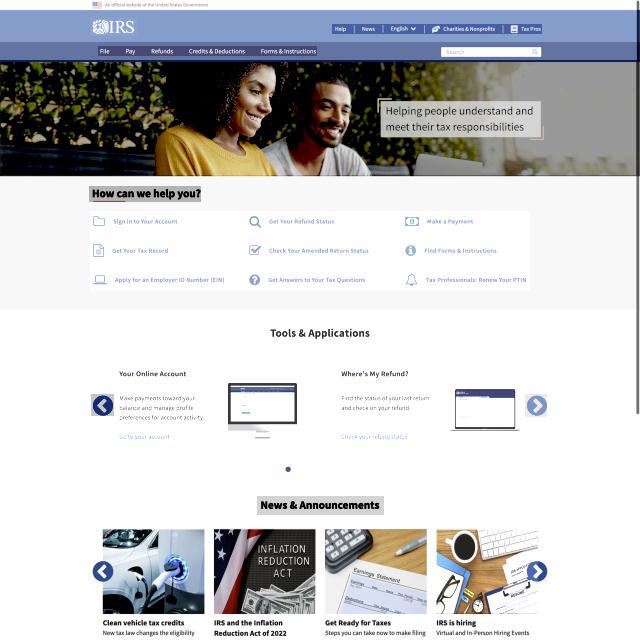 An official website of the United States Government
IRS
Help News English Charities & Nonprofits Tax Pros
File Pay Refunds Credits & Deductions Forms & Instructions
Search
Helping people understand and
meet their tax responsibilities
How can we help you?
Sign in to Your Account
Get Your Refund Status
Make a Payment
Get Your Tax Record
Check Your Amended Return Status
Find Forms & Instructions
Apply for an Employer ID Number (EIN)
Get Answers to Your Tax Questions
Tax Professionals: Renew Your PTIN
Tools & Applications
Your Online Account
Make payments toward your
balance and manage profile
preferences for account activity.
Go to your account
Where's My Refund?
Find the status of your last return
and check on your refund.
Check your refund status
News & Announcements
INFLATION
REDUCTION
ACT
Earnings Statement
Clean vehicle tax credits
New tax law changes the eligibility
IRS and the Inflation
Reduction Act of 2022
Get Ready for Taxes
Steps you can take now to make filing
IRS is hiring
Virtual and In-Person Hiring Events